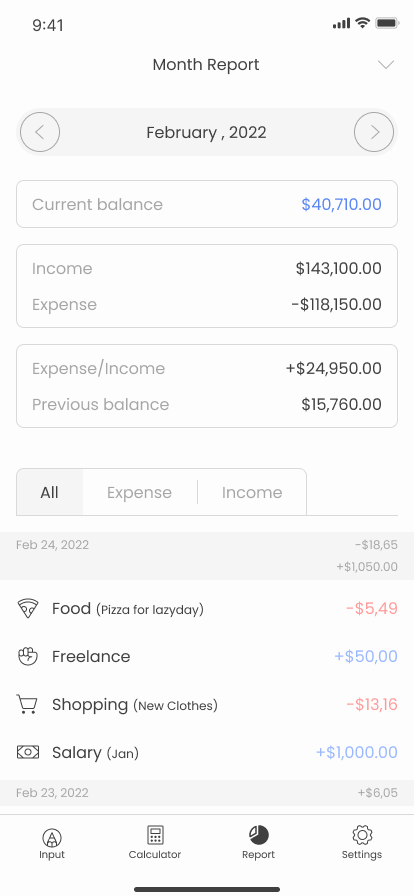 9:41
Month Report
February , 2022
Current balance $40,710.00
Income $143,100.00
Expense -$118,150.00
Expense/Income +$24,950.00
Previous balance $15,760.00
All Expense Income
Feb 24, 2022 -$18,65
+$1,050.00
Food (Pizza for lazyday) -$5,49
Freelance +$50,00
Shopping (New Clothes) -$13,16
Salary (Jan) +$1,000.00
Feb 23, 2022 +$6,05
Input Calculator Report Settings